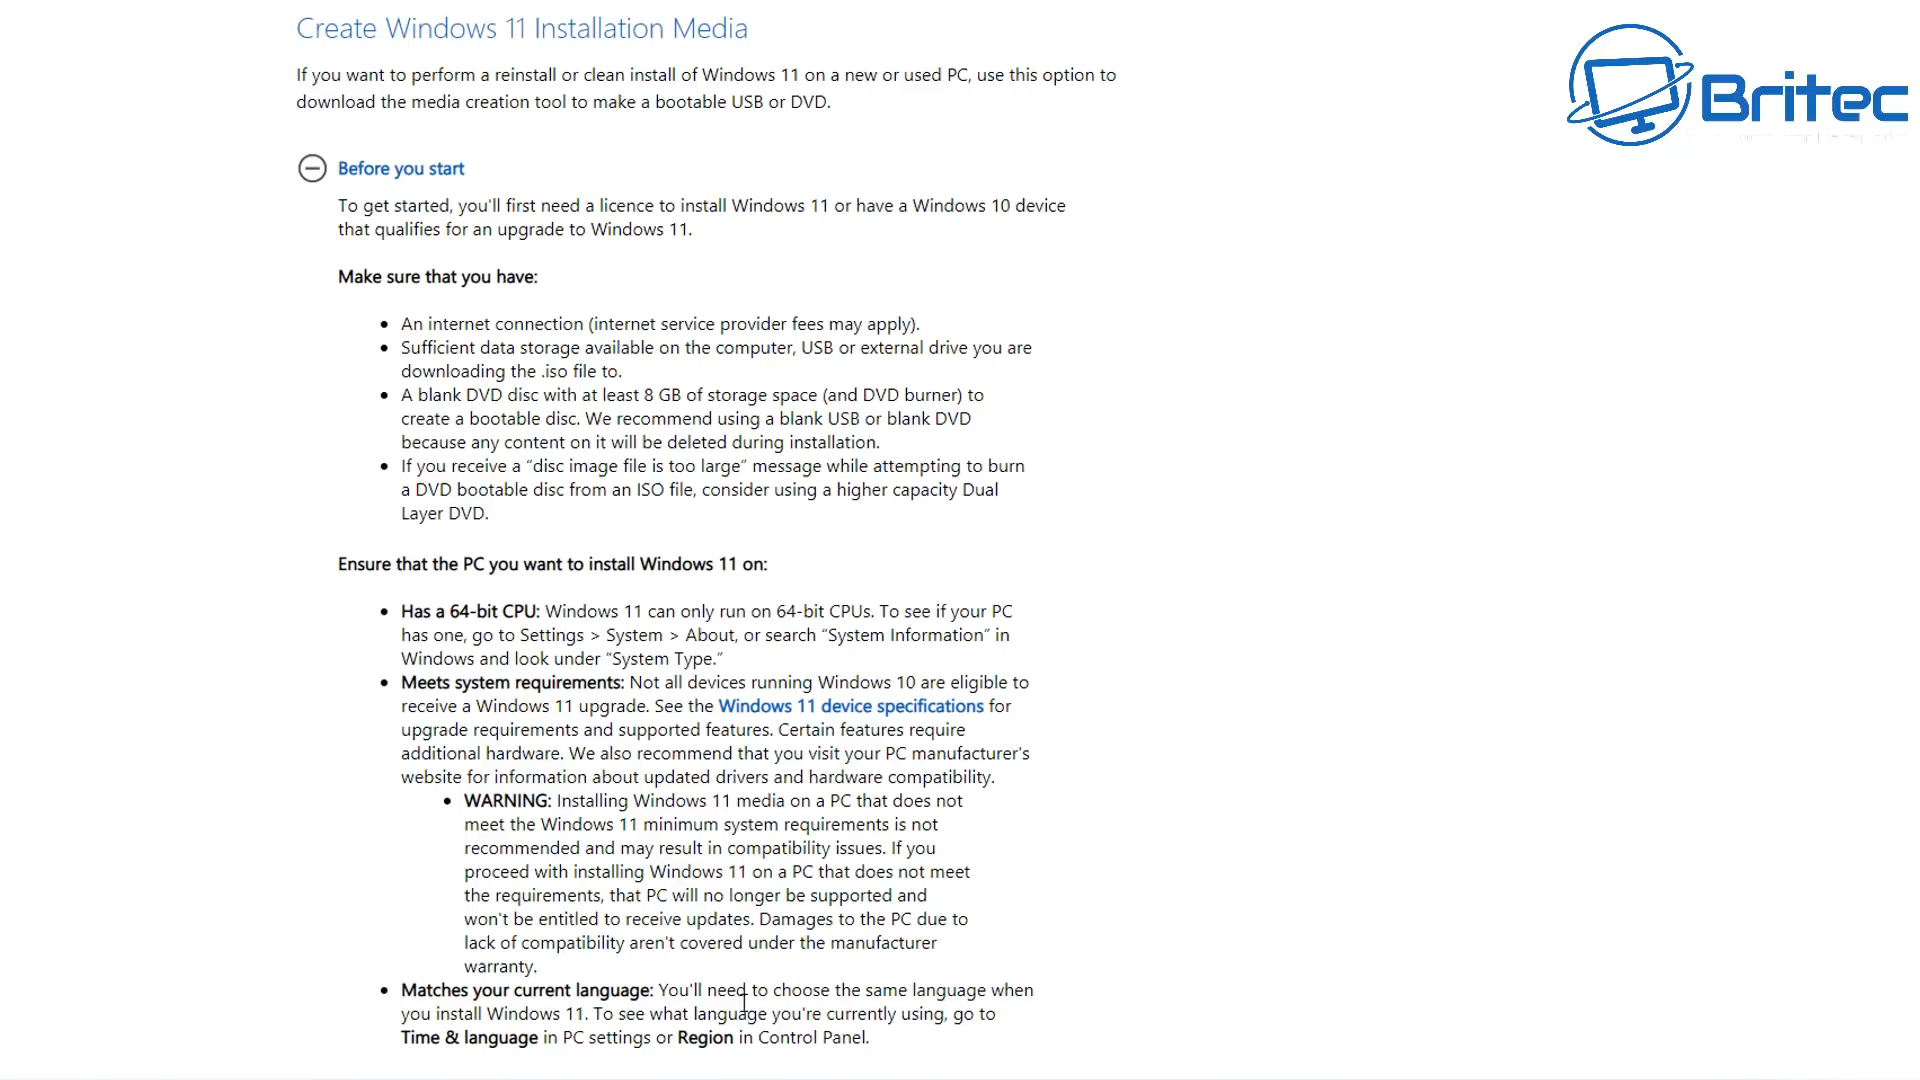 Create Windows 11 Installation Media
If you want to perform a reinstall or clean install of Windows 11 on a new or used PC, use this option to
download the media creation tool to make a bootable USB or DVD.
Britec
Before you start
To get started, you'll first need a licence to install Windows 11 or have a Windows 10 device
that qualifies for an upgrade to Windows 11.
Make sure that you have:
• An internet connection (internet service provider fees may apply).
• Sufficient data storage available on the computer, USB or external drive you are
downloading the .iso file to.
• A blank DVD disc with at least 8 GB of storage space (and DVD burner) to
create a bootable disc. We recommend using a blank USB or blank DVD
because any content on it will be deleted during installation.
• If you receive a “disc image file is too large” message while attempting to burn
a DVD bootable disc from an ISO file, consider using a higher capacity Dual
Layer DVD.
Ensure that the PC you want to install Windows 11 on:
• Has a 64-bit CPU: Windows 11 can only run on 64-bit CPUs. To see if your PC
has one, go to Settings > System > About, or search “System Information” in
Windows and look under “System Type.”
• Meets system requirements: Not all devices running Windows 10 are eligible to
receive a Windows 11 upgrade. See the Windows 11 device specifications for
upgrade requirements and supported features. Certain features require
additional hardware. We also recommend that you visit your PC manufacturer's
website for information about updated drivers and hardware compatibility.
• WARNING: Installing Windows 11 media on a PC that does not
meet the Windows 11 minimum system requirements is not
recommended and may result in compatibility issues. If you
proceed with installing Windows 11 on a PC that does not meet
the requirements, that PC will no longer be supported and
won't be entitled to receive updates. Damages to the PC due to
lack of compatibility aren't covered under the manufacturer
warranty.
• Matches your current language: You'll need to choose the same language when
you install Windows 11. To see what language you're currently using, go to
Time & language in PC settings or Region in Control Panel.